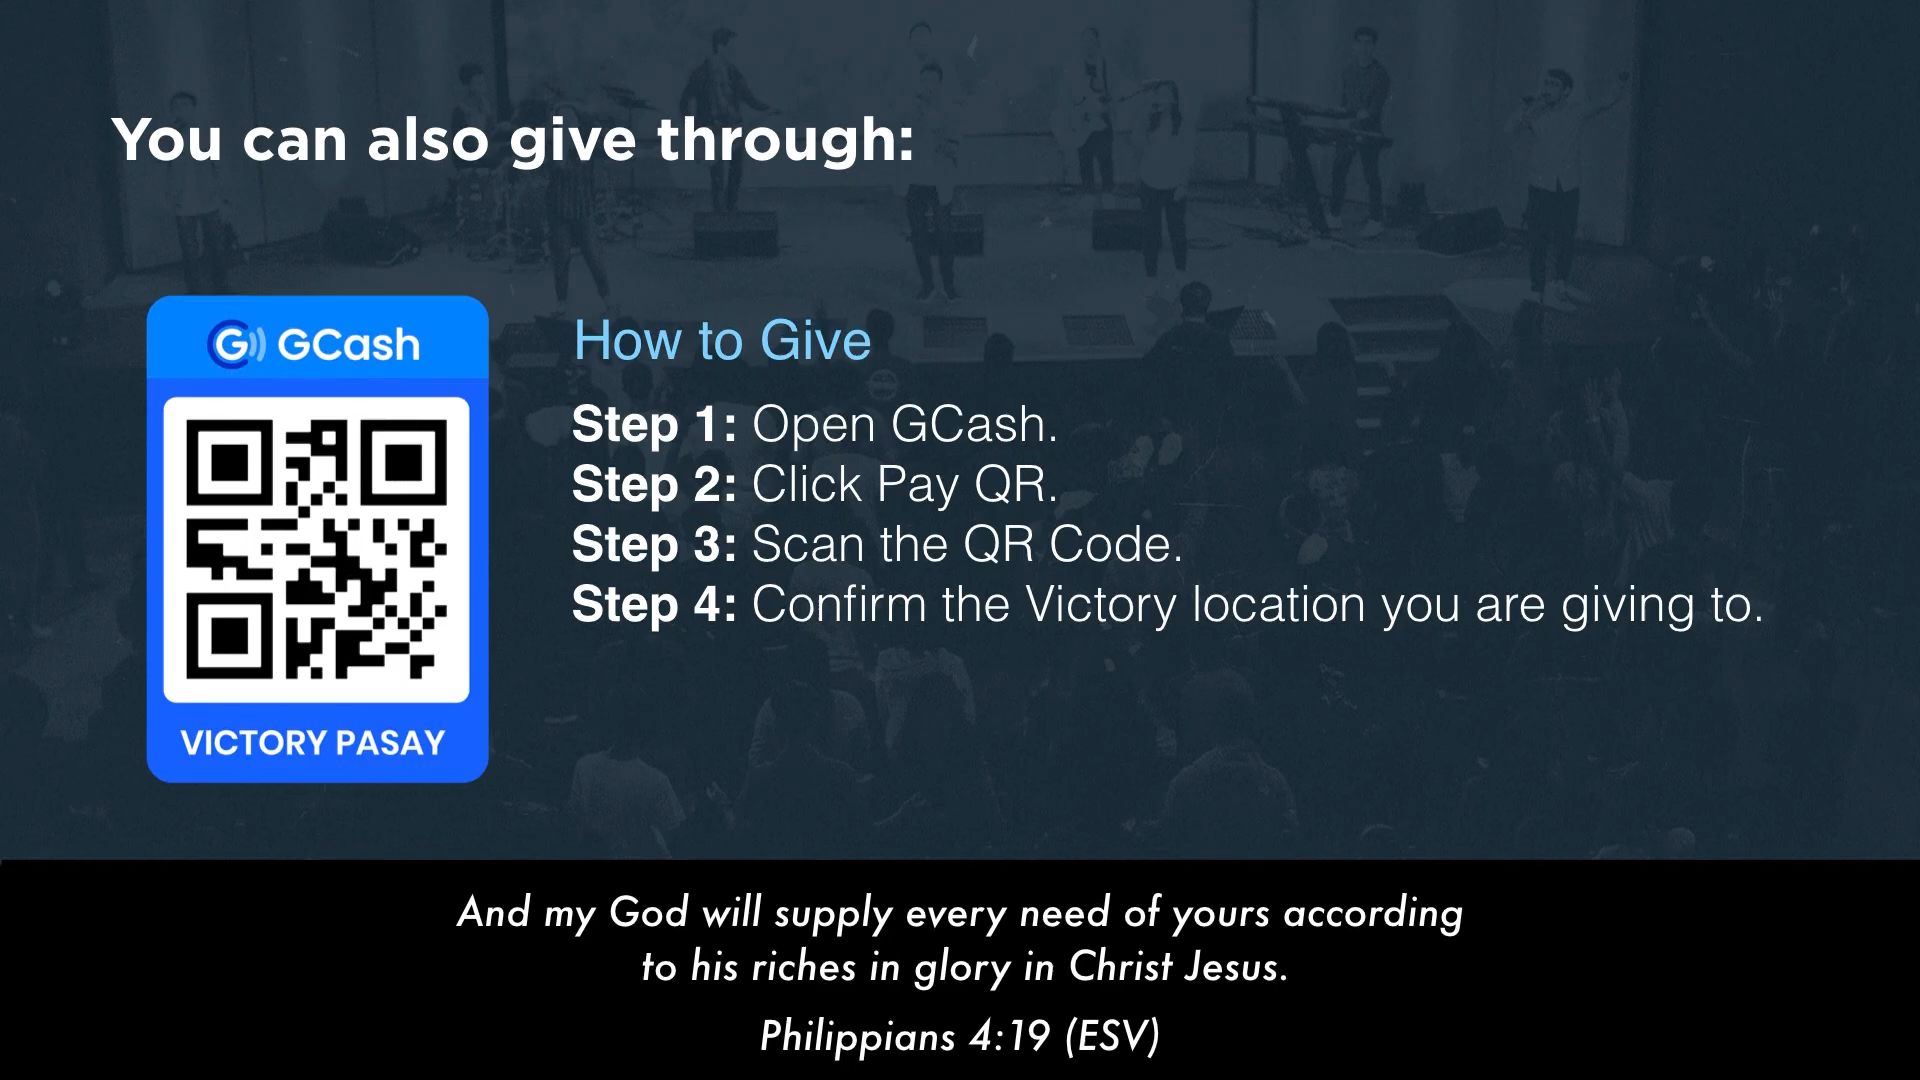 You can also give through:
GCash
VICTORY PASAY
How to Give
Step 1: Open GCash.
Step 2: Click Pay QR.
Step 3: Scan the QR Code.
Step 4: Confirm the Victory location you are giving to.
And my God will supply every need of yours according
to his riches in glory in Christ Jesus.
Philippians 4:19 (ESV)